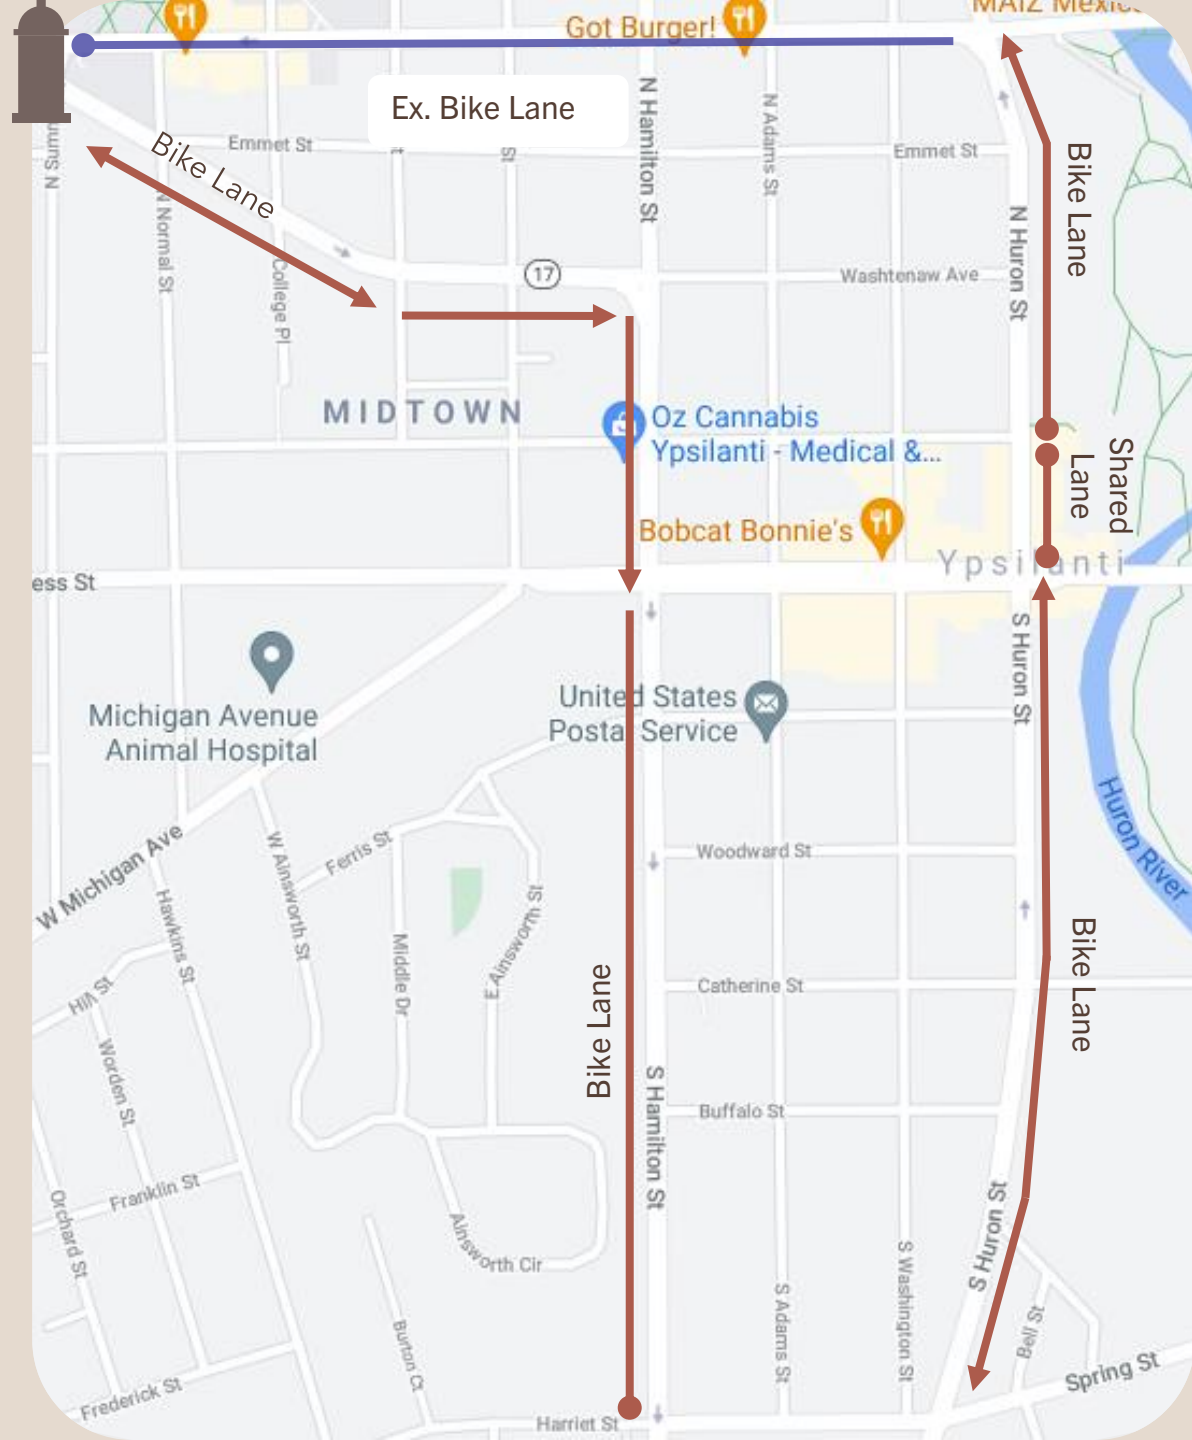 MAIZ Mexic
Got Burger!
Ex. Bike Lane
N Hamilton St
N Adams St
Emmet St
Emmet St
Bike Lane
Bike Lane
N Sum
St
N Normal St
N Huron St
College Pl
17
Washtenaw Ave
MIDTOWN
Oz Cannabis
Ypsilanti - Medical &...
Shared
Lane
Bobcat Bonnie's
Ypsilanti
ess St
S Huron St
United States
Postal Service
Michigan Avenue
Animal Hospital
Huron River
W Michigan Ave
W Ainsworth St
Ferris St
Woodward St
Hawkins St
Middle Dr
E Ainsworth St
Bike Lane
Bike Lane
Catherine St
Hill St
Worden St
S Hamilton St
Buffalo St
Franklin St
Orchard St
Ainsworth Cir
S Huron St
S Adams St
S Washington St
Bell St
Burton Ct
Spring St
Frederick St
Harriet St